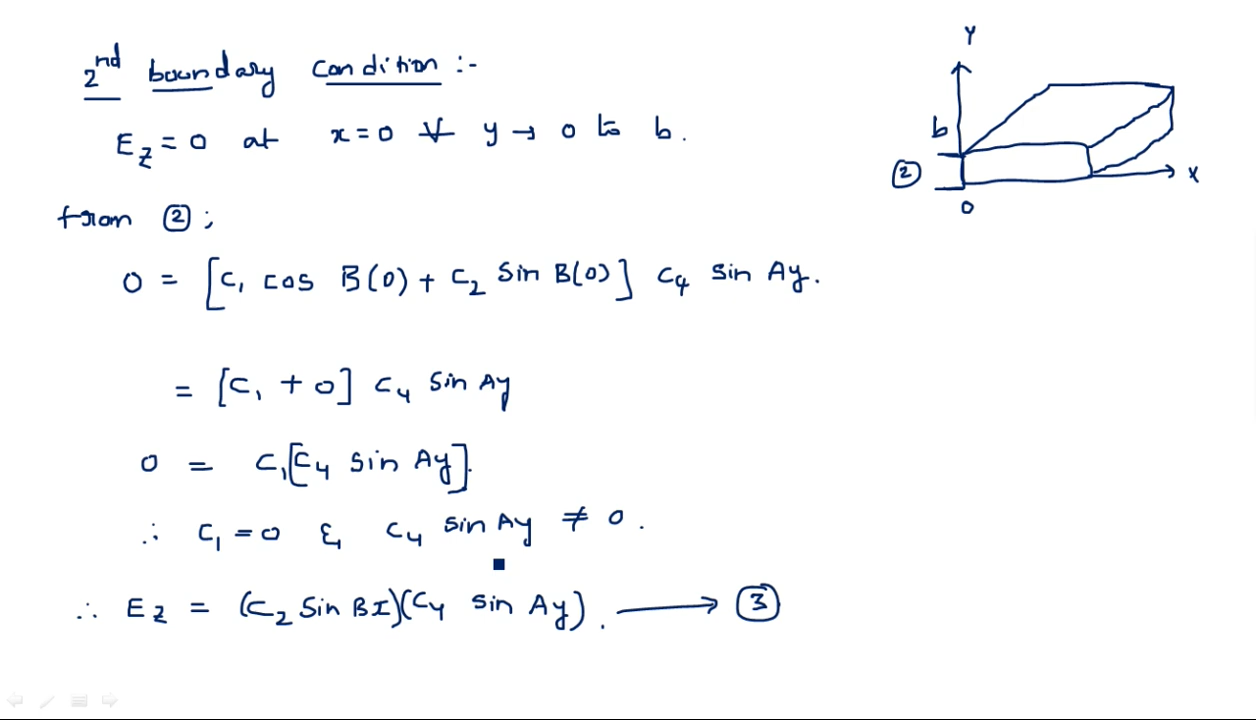 2nd boundary condition :-
Ez = 0 at x = 0 ∀ y → 0 to b.
from ② ;
0 = [C1 cos B(0) + C2 sin B(0)] C4 sin Ay.
= [C1 + 0] C4 sin Ay
0 = C1[C4 sin Ay].
∴ C1 = 0 & C4 sin Ay ≠ 0.
∴ Ez = (C2 sin Bx)(C4 sin Ay). → ③
Y
b
②
X
0